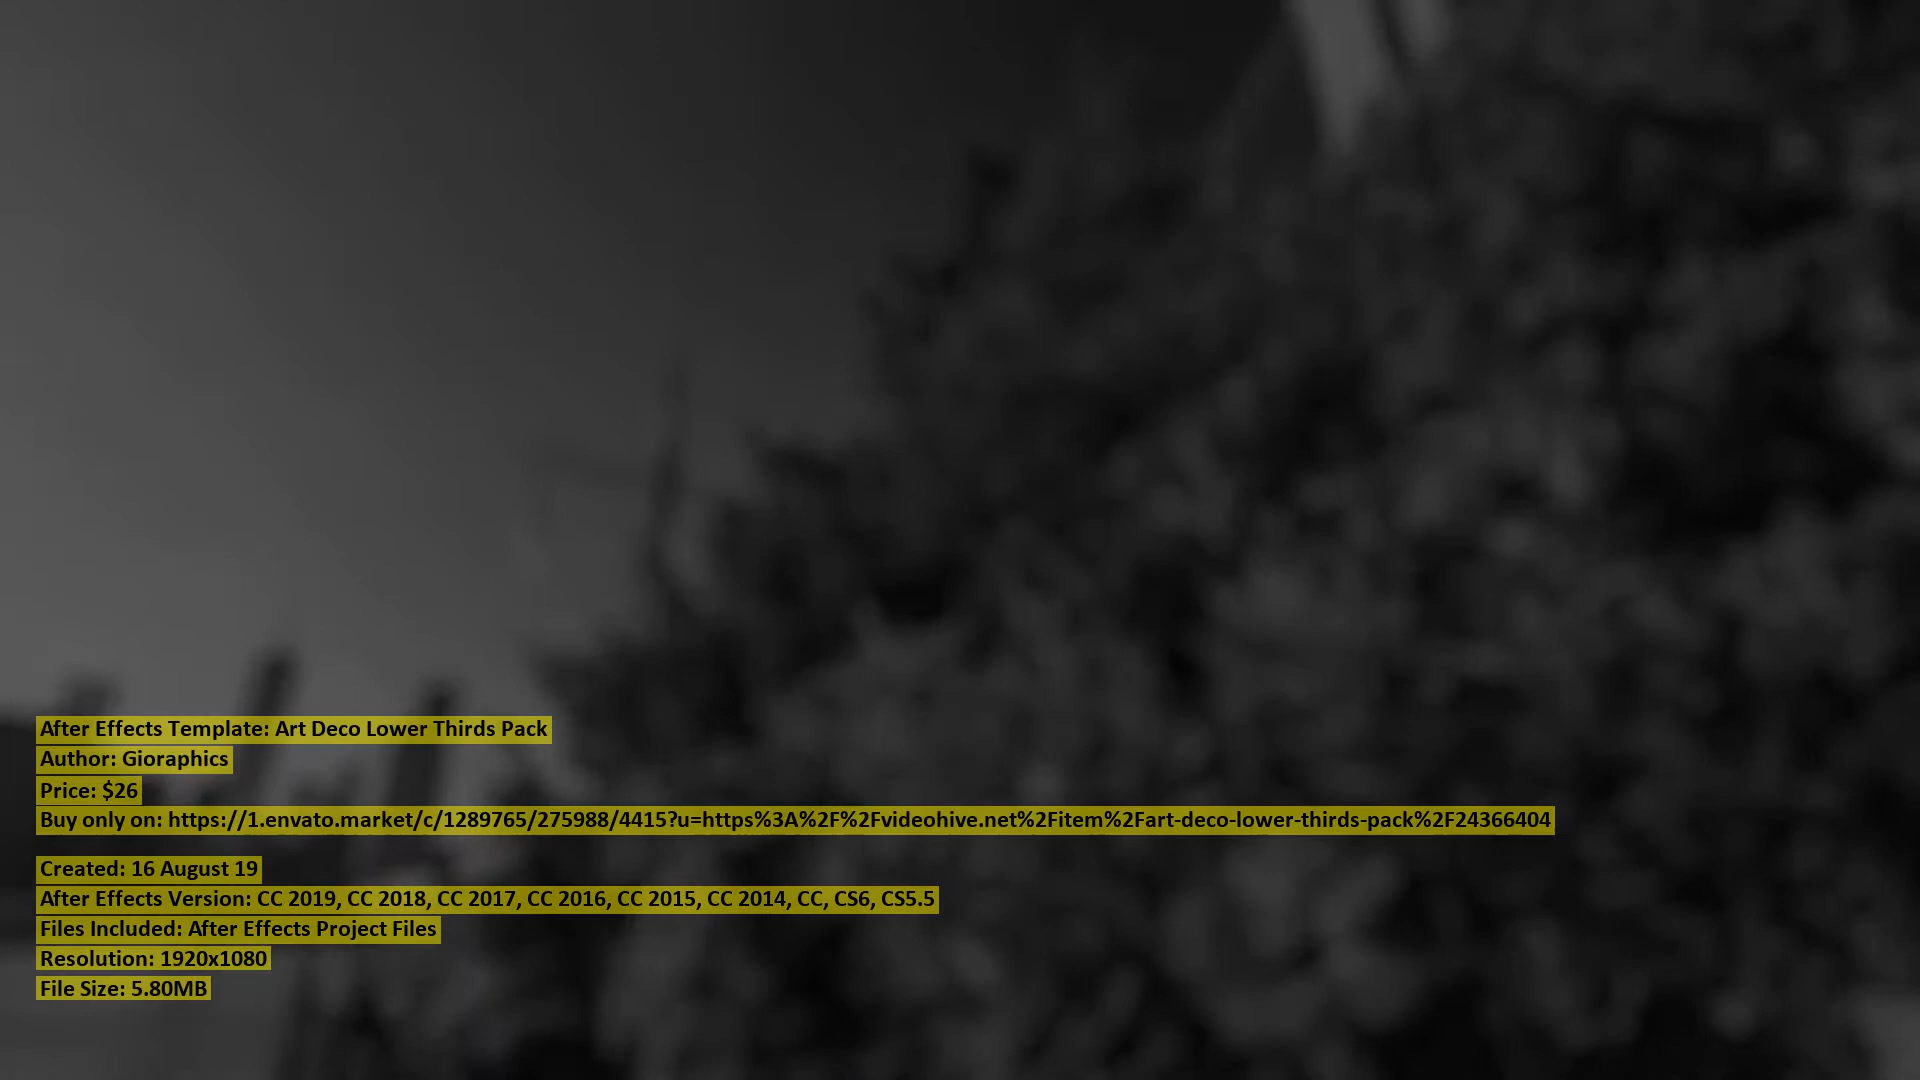 After Effects Template: Art Deco Lower Thirds Pack
Author: Gioraphics
Price: $26
Buy only on: https://1.envato.market/c/1289765/275988/4415?u=https%3A%2F%2Fvideohive.net%2Fitem%2Fart-deco-lower-thirds-pack%2F24366404
Created: 16 August 19
After Effects Version: CC 2019, CC 2018, CC 2017, CC 2016, CC 2015, CC 2014, CC, CS6, CS5.5
Files Included: After Effects Project Files
Resolution: 1920x1080
File Size: 5.80MB